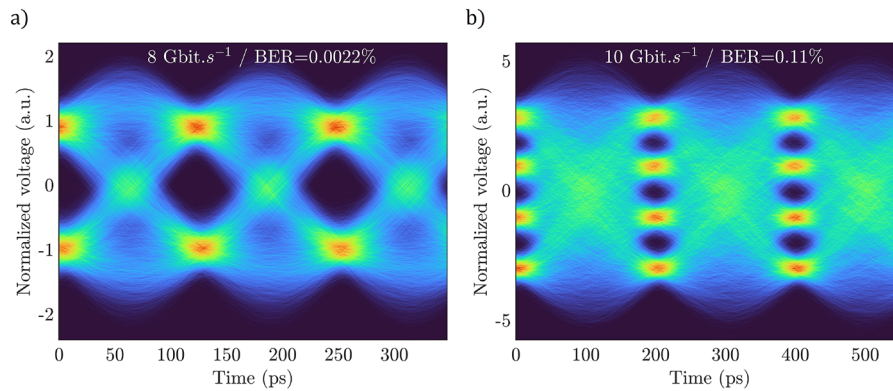 a)
8 Gbit.s⁻¹ / BER=0.0022%
2
1
0
-1
-2
Normalized voltage (a.u.)
0 50 100 150 200 250 300
Time (ps)
b)
10 Gbit.s⁻¹ / BER=0.11%
5
0
-5
Normalized voltage (a.u.)
0 100 200 300 400 500
Time (ps)